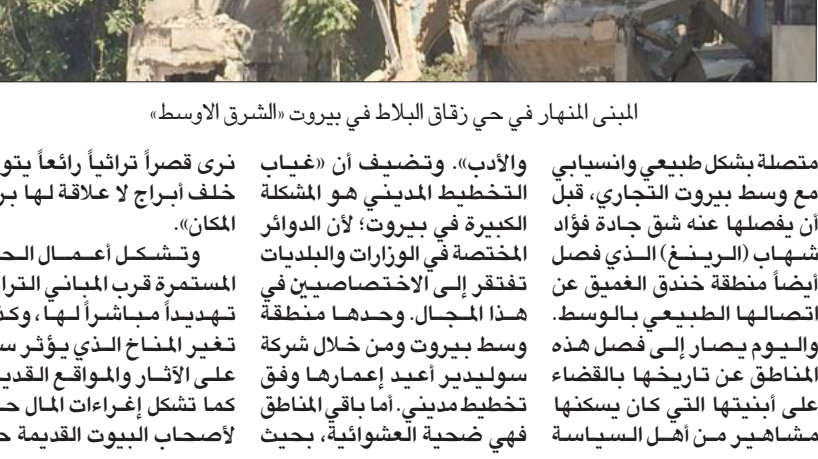 المبنى المنهار في حي زقاق البلاط في بيروت «الشرق الاوسط»
متصلة بشكل طبيعي وانسيابي
مع وسط بيروت التجاري، قبل
أن يفصلها عنه شق جادة فؤاد
شهاب (الرينغ) الذي فصل
أيضاً منطقة خندق الغميق عن
اتصالها الطبيعي بالوسط.
واليوم يصار إلى فصل هذه
المناطق عن تاريخها بالقضاء
على أبنيتها التي كان يسكنها
مشاهير من أهل السياسة
والأدب». وتضيف أن «غياب
التخطيط المديني هو المشكلة
الكبيرة في بيروت؛ لأن الدوائر
المختصة في الوزارات والبلديات
تفتقر إلى الاختصاصيين في
هذا المجال. وحدها منطقة
وسط بيروت ومن خلال شركة
سوليدير أعيد إعمارها وفق
تخطيط مديني. أما باقي المناطق
فهي ضحية العشوائية، بحيث
نرى قصراً تراثياً رائعاً
خلف أبراج لا علاقة لها
المكان».
وتشكل أعمال
المستمرة قرب المباني
تهديداً مباشراً لها،
تغير المناخ الذي يؤثر
على الآثار والمواقع
كما تشكل إغراءات المال
لأصحاب البيوت القديمة